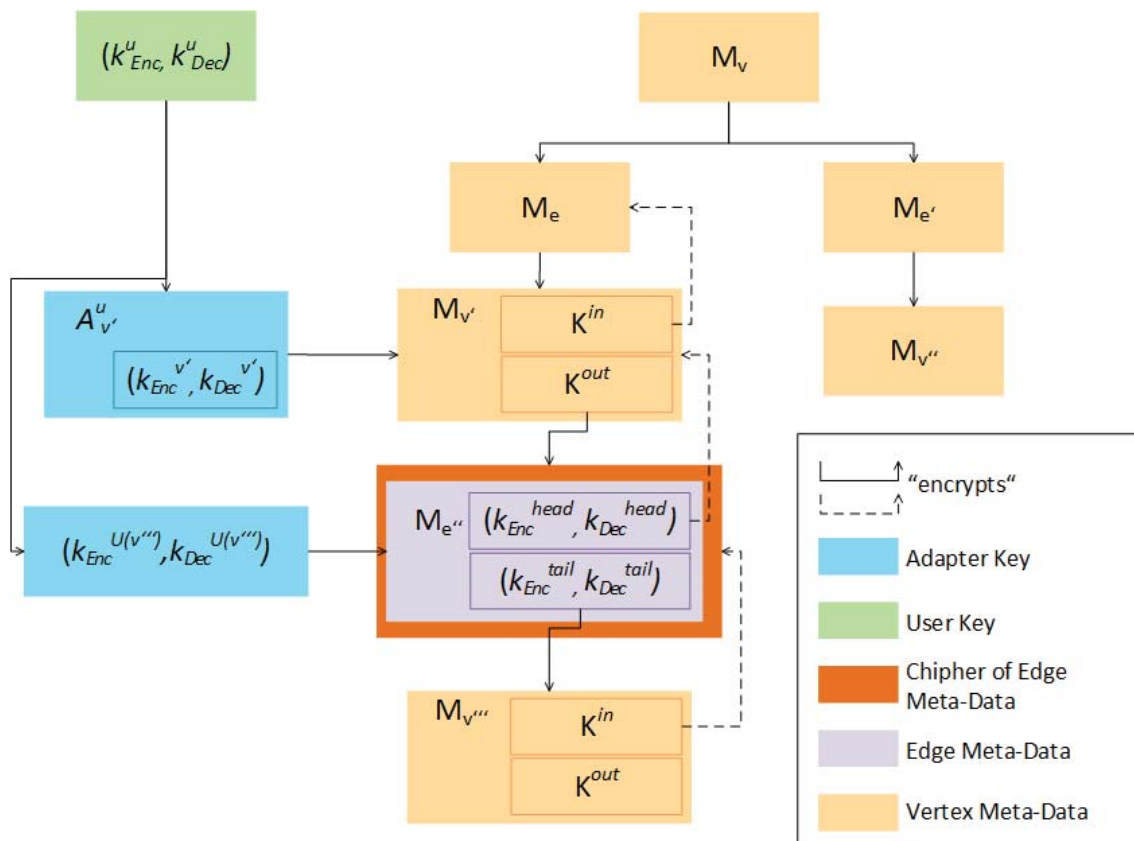 (k^u_Enc, k^u_Dec)
M_v
M_e
M_e‘
A^u_v‘
(k_Enc^v‘, k_Dec^v‘)
M_v‘
K^in
K^out
M_v‘‘
M_e‘‘
(k_Enc^head, k_Dec^head)
(k_Enc^tail, k_Dec^tail)
(k_Enc^U(v‘‘‘), k_Dec^U(v‘‘‘))
M_v‘‘‘
K^in
K^out
“encrypts“
Adapter Key
User Key
Chipher of Edge
Meta-Data
Edge Meta-Data
Vertex Meta-Data